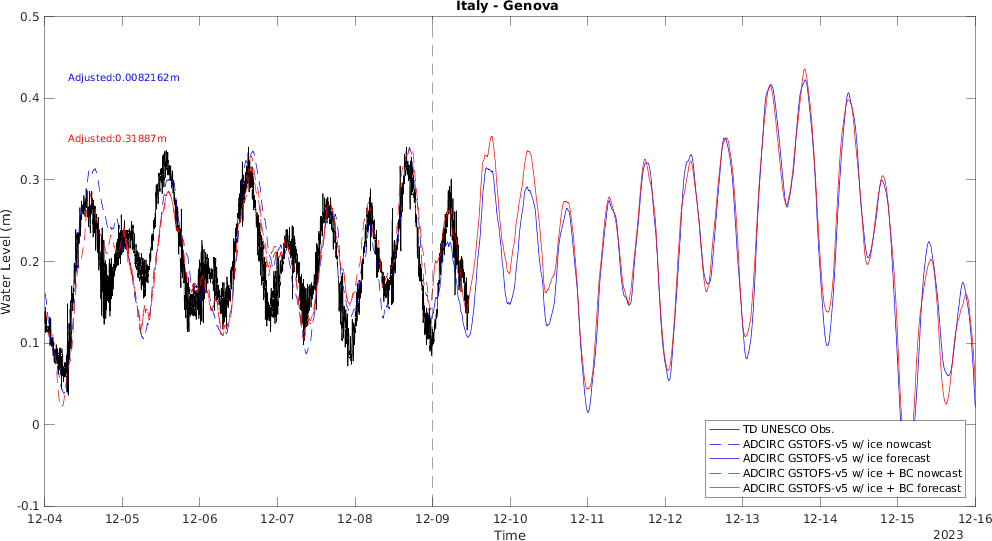 Italy - Genova
0.5
Adjusted:0.0082162m
0.4
Adjusted:0.31887m
0.3
Water Level (m)
0.2
0.1
0
TD UNESCO Obs.
ADCIRC GSTOFS-v5 w/ ice nowcast
ADCIRC GSTOFS-v5 w/ ice forecast
ADCIRC GSTOFS-v5 w/ ice + BC nowcast
ADCIRC GSTOFS-v5 w/ ice + BC forecast
-0.1
12-04 12-05 12-06 12-07 12-08 12-09 12-10 12-11 12-12 12-13 12-14 12-15 12-16
Time
2023